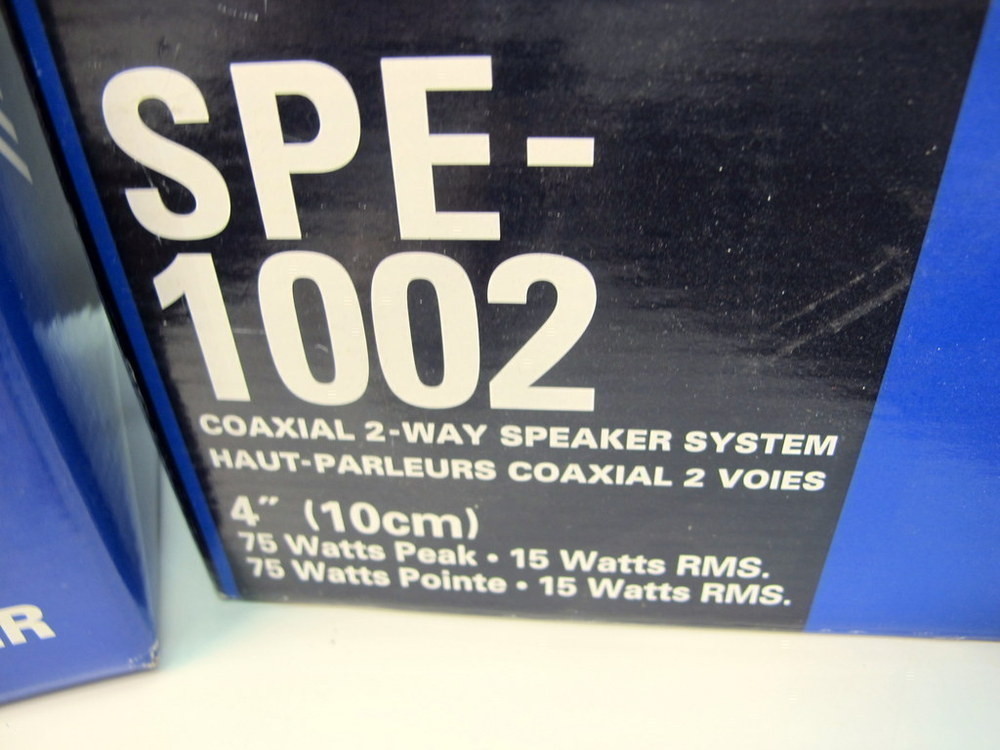 SPE-
1002
COAXIAL 2-WAY SPEAKER SYSTEM
HAUT-PARLEURS COAXIAL 2 VOIES
4” (10cm)
75 Watts Peak • 15 Watts RMS.
75 Watts Pointe • 15 Watts RMS.